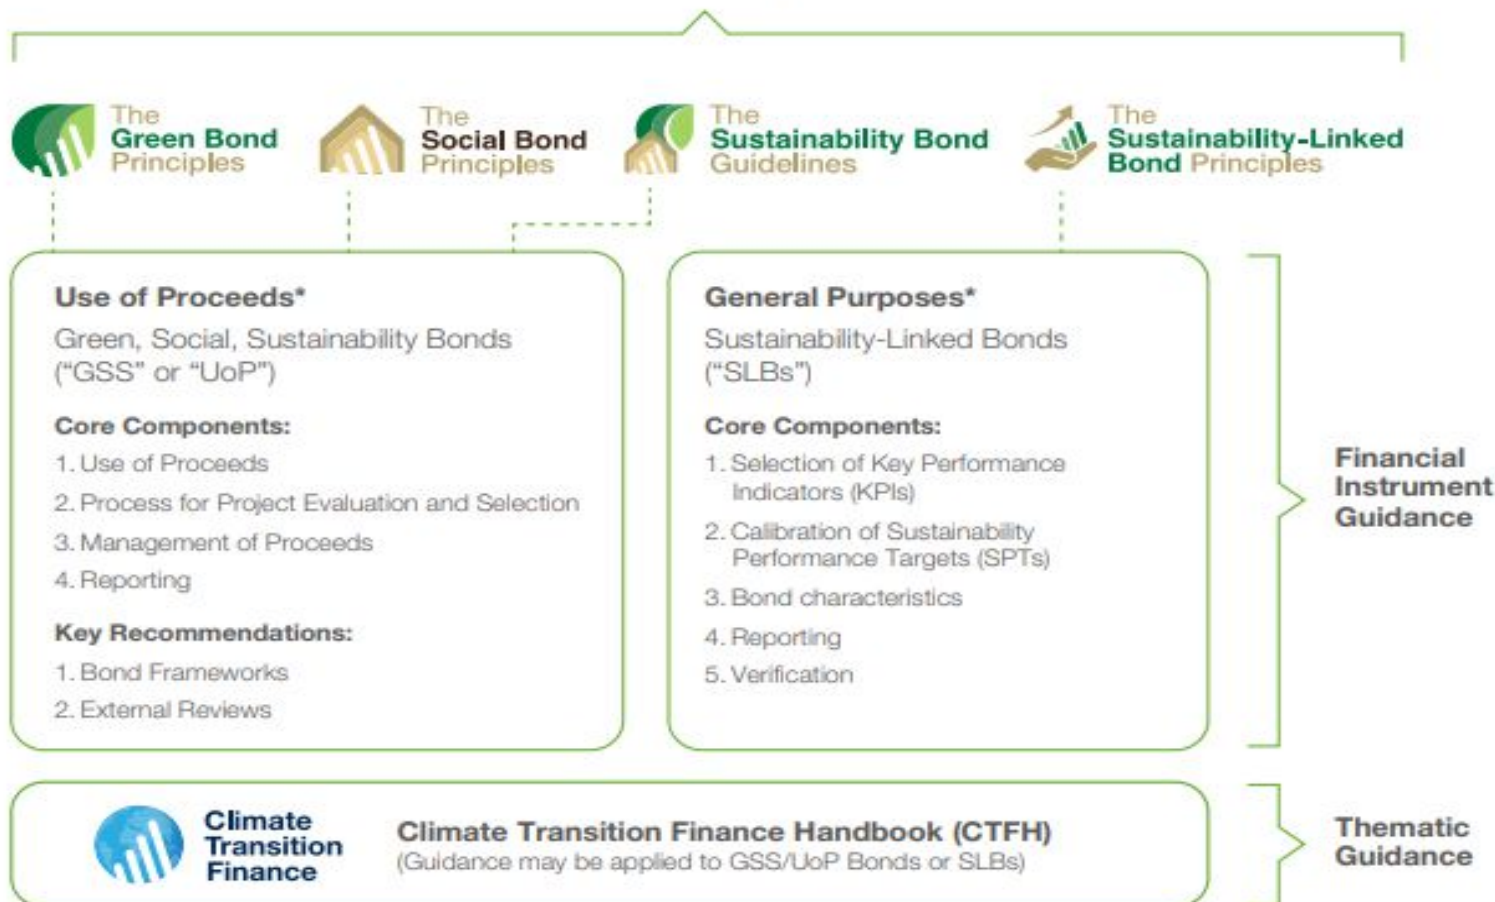 The
Green Bond
Principles
The
Social Bond
Principles
The
Sustainability Bond
Guidelines
The
Sustainability-Linked
Bond Principles
Use of Proceeds*
Green, Social, Sustainability Bonds
(“GSS” or “UoP”)
Core Components:
1. Use of Proceeds
2. Process for Project Evaluation and Selection
3. Management of Proceeds
4. Reporting
Key Recommendations:
1. Bond Frameworks
2. External Reviews
General Purposes*
Sustainability-Linked Bonds
(“SLBs”)
Core Components:
1. Selection of Key Performance
Indicators (KPIs)
2. Calibration of Sustainability
Performance Targets (SPTs)
3. Bond characteristics
4. Reporting
5. Verification
Financial
Instrument
Guidance
Climate
Transition
Finance
Climate Transition Finance Handbook (CTFH)
(Guidance may be applied to GSS/UoP Bonds or SLBs)
Thematic
Guidance